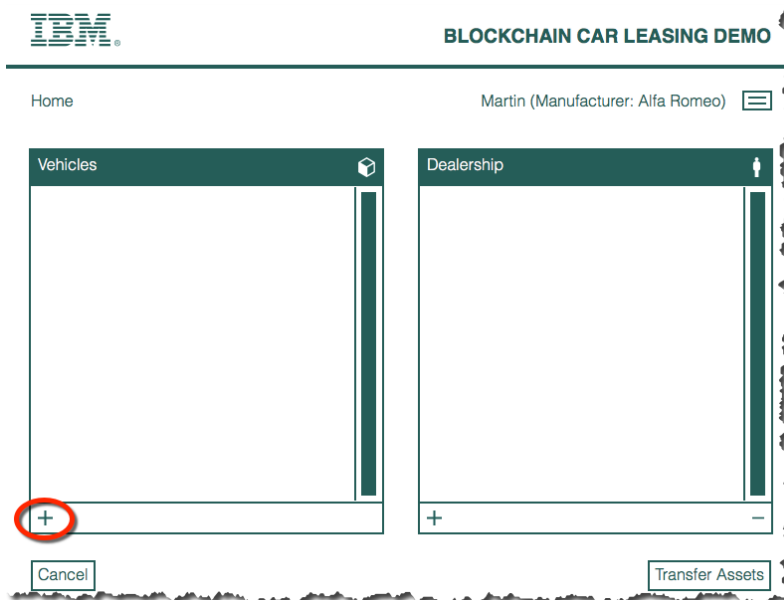 IBM®
BLOCKCHAIN CAR LEASING DEMO
Home
Martin (Manufacturer: Alfa Romeo)
Vehicles
Dealership
+
+ −
Cancel
Transfer Assets